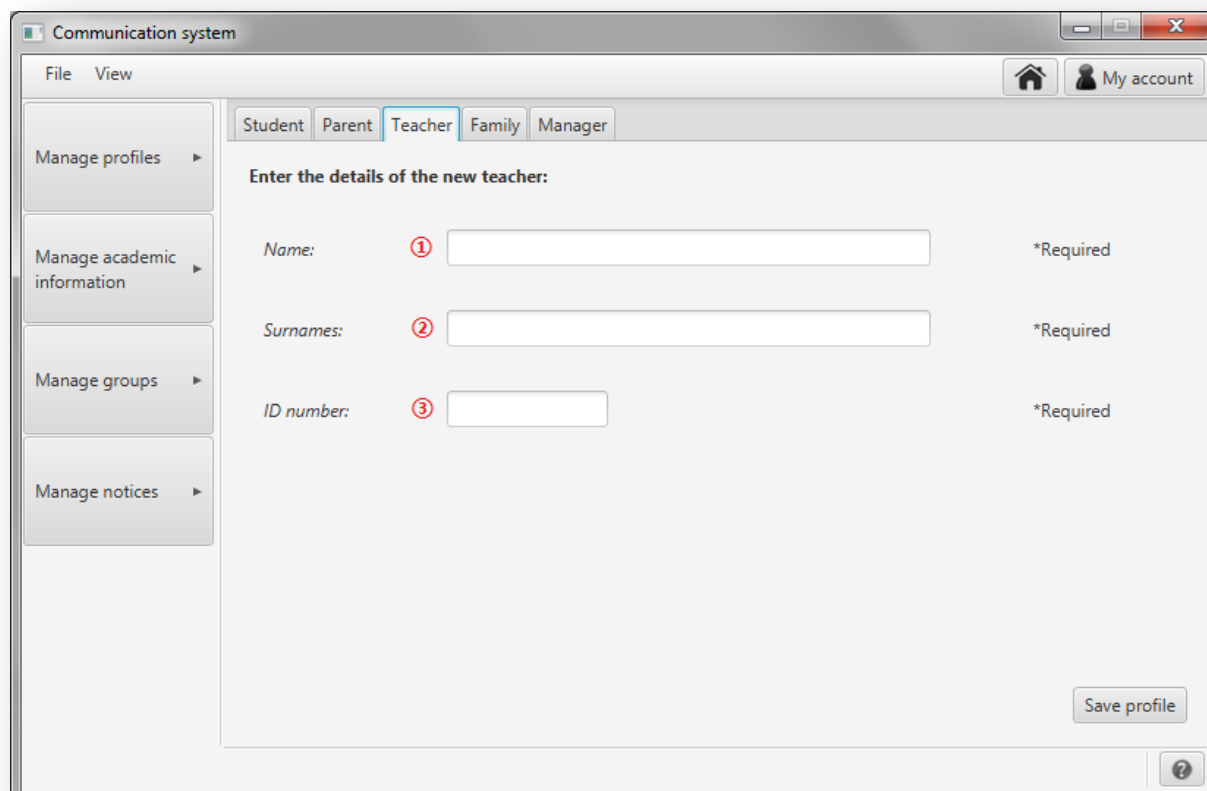 Communication system
File View My account
Student Parent Teacher Family Manager
Manage profiles
Enter the details of the new teacher:
Name: ① *Required
Manage academic
information
Surnames: ② *Required
Manage groups
ID number: ③ *Required
Manage notices
Save profile
?